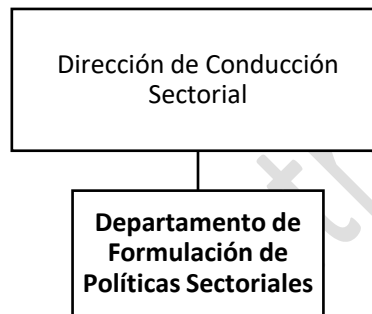 Dirección de Conducción
Sectorial
Departamento de
Formulación de
Políticas Sectoriales